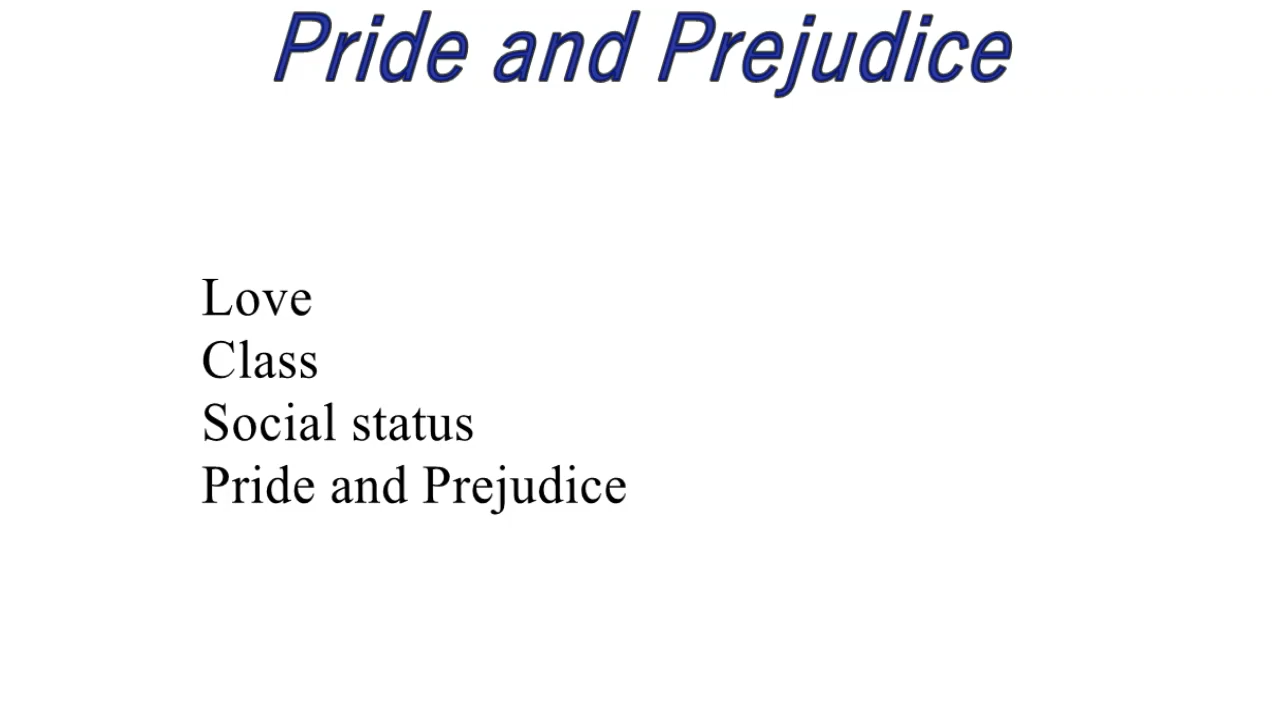 Pride and Prejudice
Love
Class
Social status
Pride and Prejudice